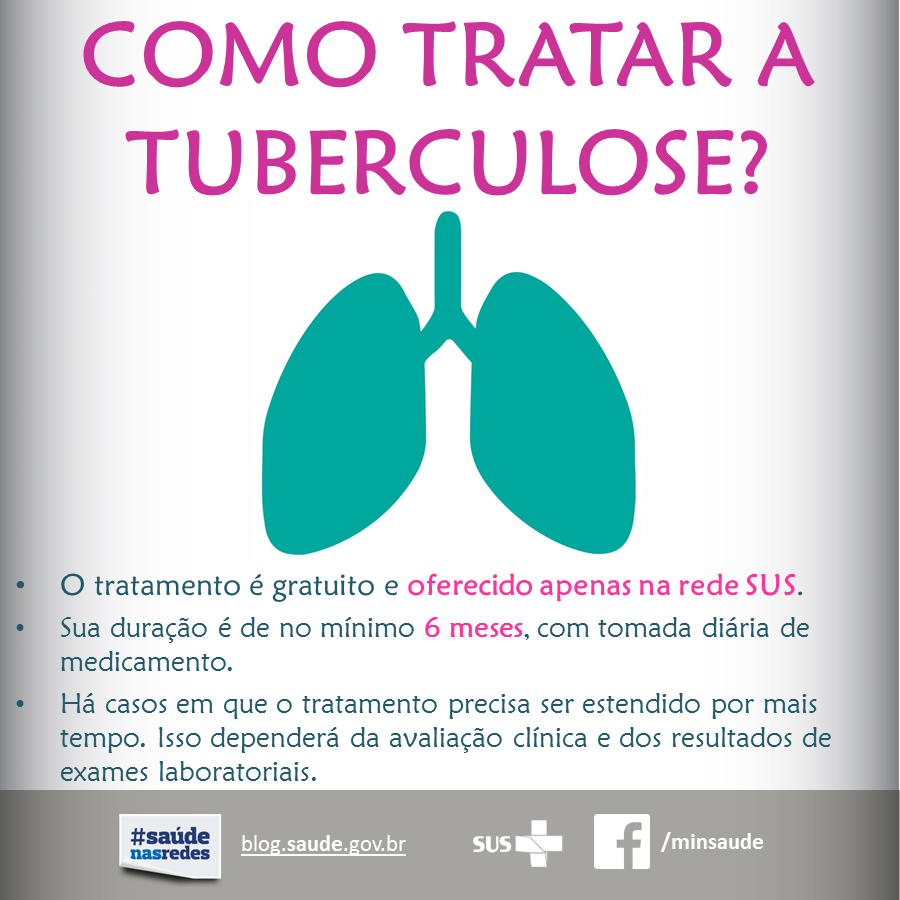 COMO TRATAR A
TUBERCULOSE?
• O tratamento é gratuito e oferecido apenas na rede SUS.
• Sua duração é de no mínimo 6 meses, com tomada diária de
medicamento.
• Há casos em que o tratamento precisa ser estendido por mais
tempo. Isso dependerá da avaliação clínica e dos resultados de
exames laboratoriais.
#saúde
nasredes
blog.saude.gov.br
SUS
f
/minsaude